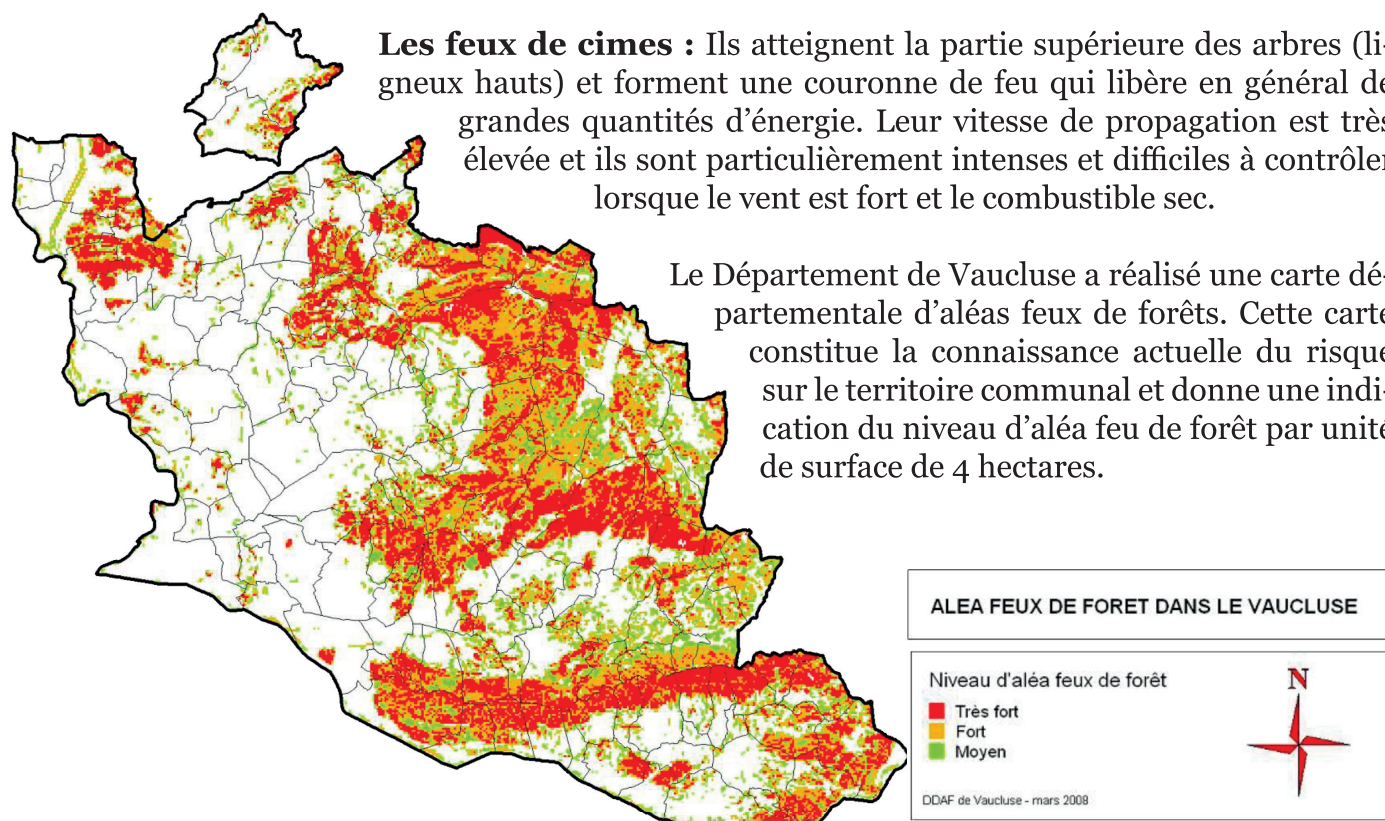 Les feux de cimes : Ils atteignent la partie supérieure des arbres (li-
gneux hauts) et forment une couronne de feu qui libère en général de
grandes quantités d'énergie. Leur vitesse de propagation est très
élevée et ils sont particulièrement intenses et difficiles à contrôler
lorsque le vent est fort et le combustible sec.
Le Département de Vaucluse a réalisé une carte dé-
partementale d'aléas feux de forêts. Cette carte
constitue la connaissance actuelle du risque
sur le territoire communal et donne une indi-
cation du niveau d'aléa feu de forêt par unité
de surface de 4 hectares.
ALEA FEUX DE FORET DANS LE VAUCLUSE
Niveau d'aléa feux de forêt
Très fort
Fort
Moyen
N
DDAF de Vaucluse - mars 2008